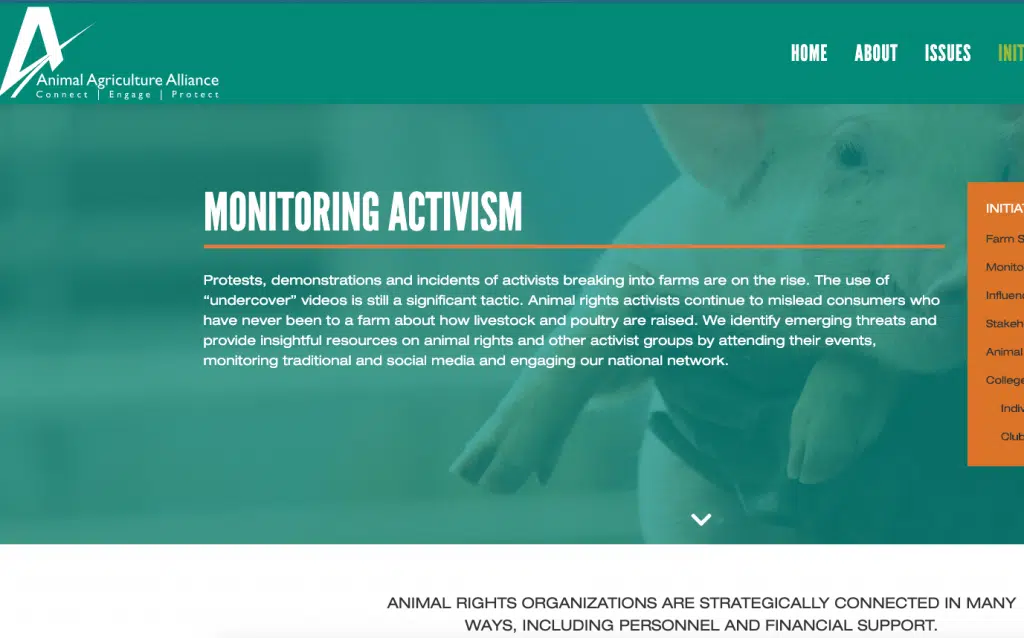 Animal Agriculture Alliance
Connect | Engage | Protect
HOME ABOUT ISSUES
MONITORING ACTIVISM
Protests, demonstrations and incidents of activists breaking into farms are on the rise. The use of
“undercover” videos is still a significant tactic. Animal rights activists continue to mislead consumers who
have never been to a farm about how livestock and poultry are raised. We identify emerging threats and
provide insightful resources on animal rights and other activist groups by attending their events,
monitoring traditional and social media and engaging our national network.
INITIAT
Farm S
Monito
Influen
Stakeh
Animal
College
Indiv
Club
ANIMAL RIGHTS ORGANIZATIONS ARE STRATEGICALLY CONNECTED IN MANY
WAYS, INCLUDING PERSONNEL AND FINANCIAL SUPPORT.